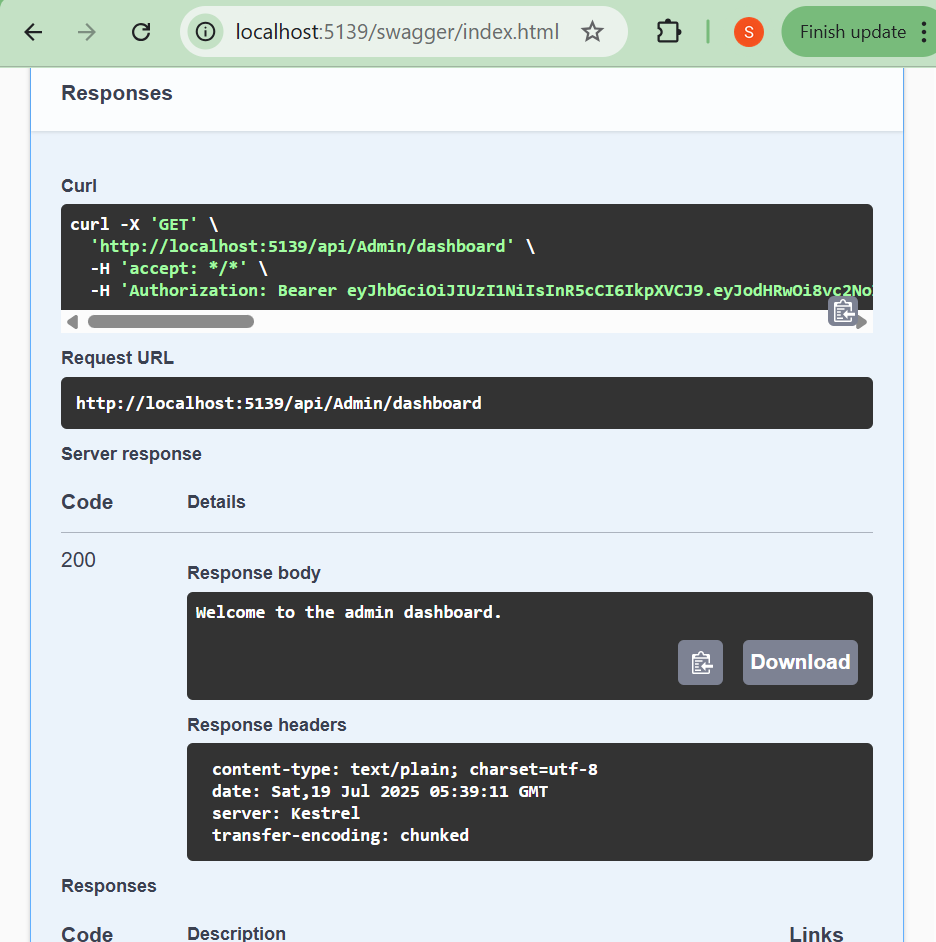 localhost:5139/swagger/index.html
S
Finish update
Responses
Curl
curl -X 'GET' \
'http://localhost:5139/api/Admin/dashboard' \
-H 'accept: */*' \
-H 'Authorization: Bearer eyJhbGciOiJIUzI1NiIsInR5cCI6IkpXVCJ9.eyJodHRwOi8vc2No
Request URL
http://localhost:5139/api/Admin/dashboard
Server response
Code Details
200
Response body
Welcome to the admin dashboard.
Download
Response headers
content-type: text/plain; charset=utf-8
date: Sat,19 Jul 2025 05:39:11 GMT
server: Kestrel
transfer-encoding: chunked
Responses
Code Description Links